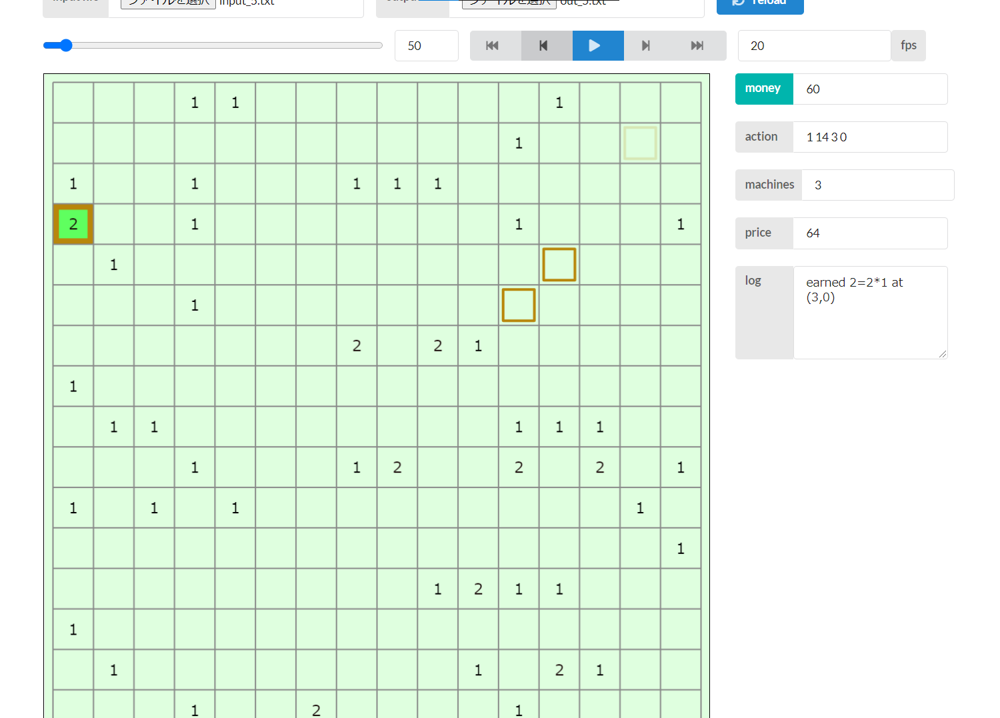 ファイルを選択 input_5.txt
ファイルを選択 out_5.txt
reload
50
20 fps
money 60
action 1 14 3 0
machines 3
price 64
log earned 2=2*1 at
(3,0)
1 1 1
1
1 1 1 1 1
2 1 1 1
1
1
2 2 1
1
1 1 1 1 1
1 1 2 2 2 1
1 1 1 1
1
1 2 1 1
1
1 1 2 1
1 2 1